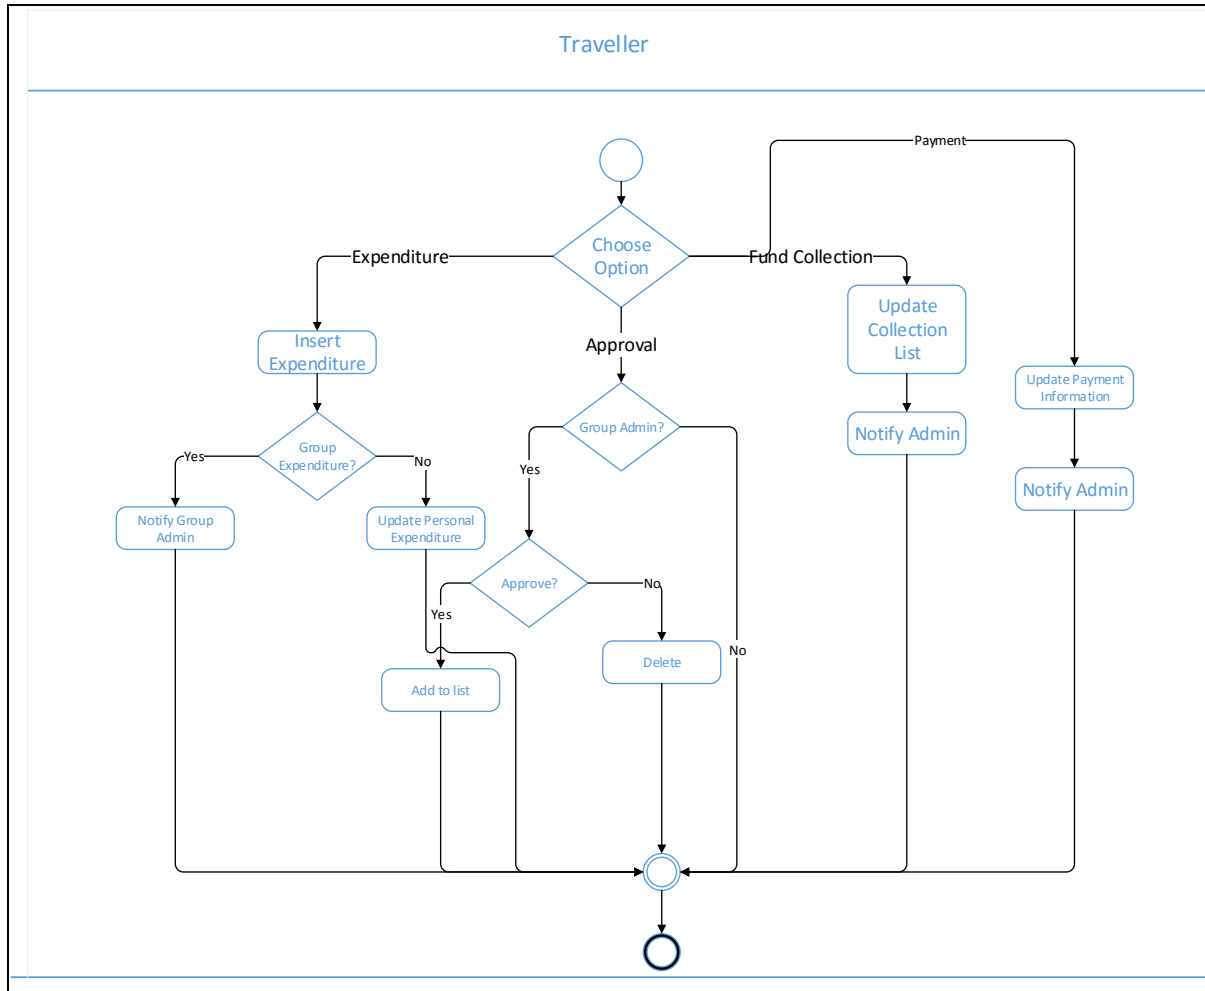 Traveller
Payment
Choose
Option
Expenditure
Fund Collection
Update
Collection
List
Insert
Expenditure
Approval
Update Payment
Information
Group Admin?
Notify Admin
Group
Expenditure?
Yes
No
Yes
Notify Admin
Notify Group
Admin
Update Personal
Expenditure
Approve?
No
Yes
No
Delete
Add to list